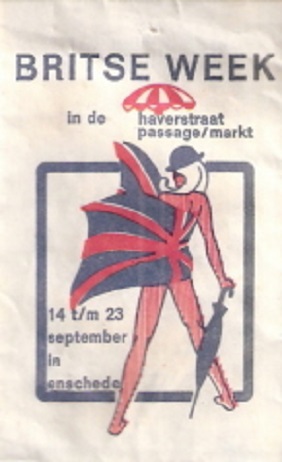 BRITSE WEEK
in de haverstraat
passage/markt
14 t/m 23
september
in
enschede